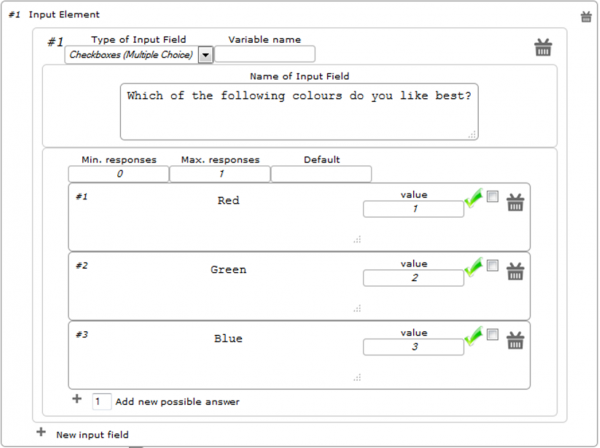 #1 Input Element
#1 Type of Input Field Variable name
Checkboxes (Multiple Choice)
Name of Input Field
Which of the following colours do you like best?
Min. responses Max. responses Default
0 1
#1 Red value
1
#2 Green value
2
#3 Blue value
3
1 Add new possible answer
New input field